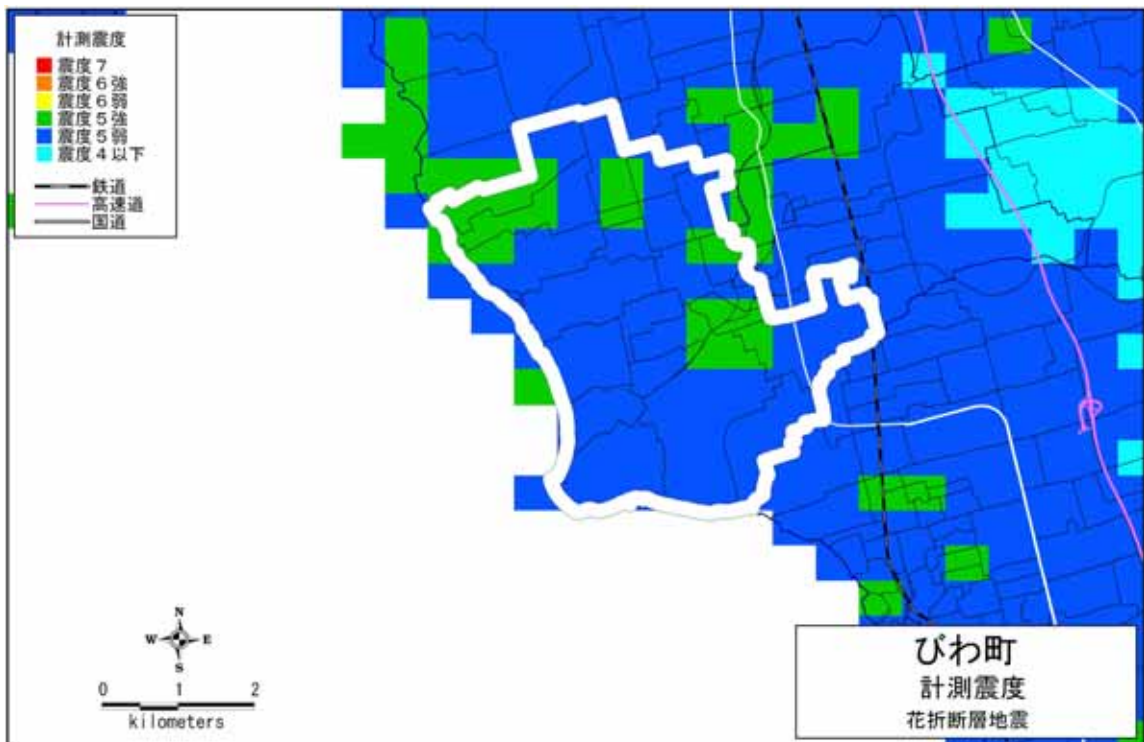 計測震度
震度7
震度6強
震度6弱
震度5強
震度5弱
震度4以下
鉄道
高速道
国道
N
W E
S
0 1 2
kilometers
びわ町
計測震度
花折断層地震